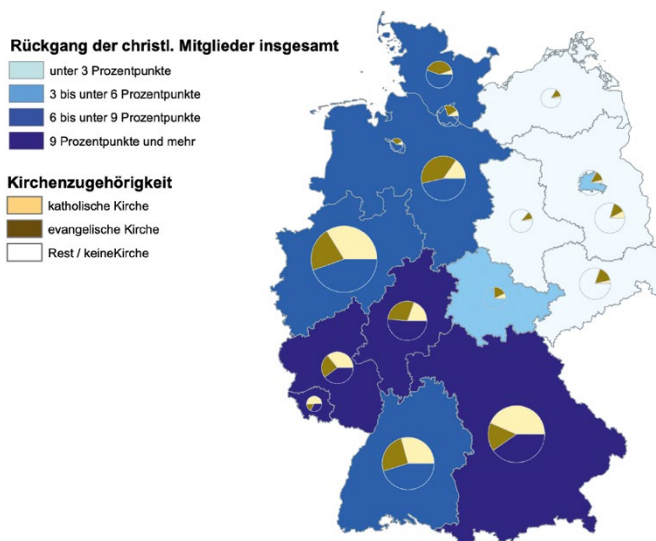 Rückgang der christl. Mitglieder insgesamt
unter 3 Prozentpunkte
3 bis unter 6 Prozentpunkte
6 bis unter 9 Prozentpunkte
9 Prozentpunkte und mehr
Kirchenzugehörigkeit
katholische Kirche
evangelische Kirche
Rest / keineKirche